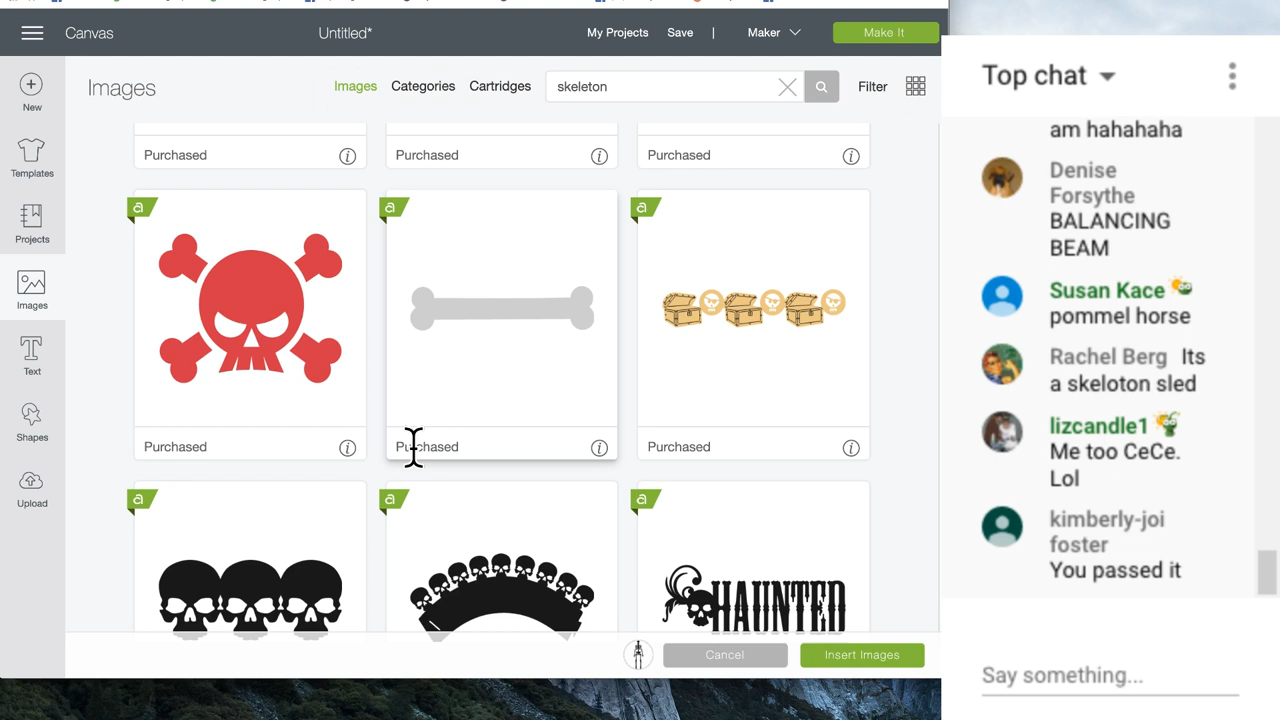 Canvas
Untitled*
My Projects
Save
|
Maker
Make It
New
Templates
Projects
Images
Text
Shapes
Upload
Images
Images
Categories
Cartridges
skeleton
Filter
Purchased
Purchased
Purchased
a
a
a
Purchased
Purchased
Purchased
a
a
a
HAUNTED
Cancel
Insert Images
Top chat
am hahahaha
Denise
Forsythe
BALANCING
BEAM
Susan Kace
pommel horse
Rachel Berg Its
a skeloton sled
lizcandle1
Me too CeCe.
Lol
kimberly-joi
foster
You passed it
Say something...